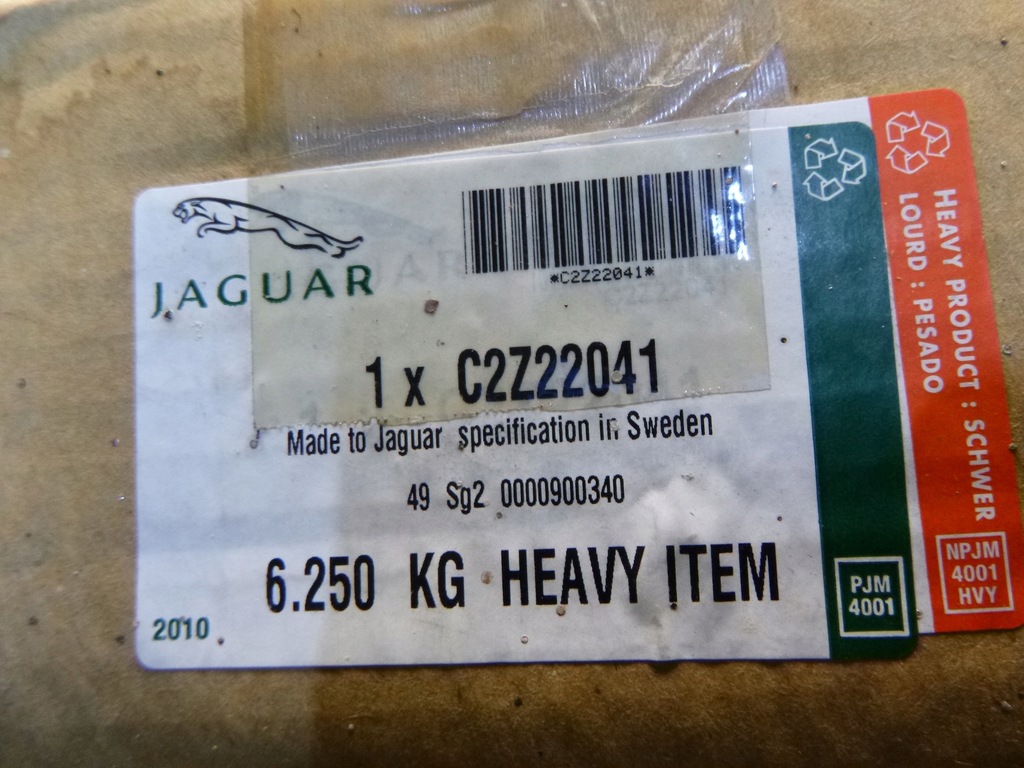 JAGUAR
*C2Z22041*
1 x C2Z22041
Made to Jaguar specification in Sweden
49 Sg2 0000900340
6.250 KG HEAVY ITEM
2010
PJM
4001
HEAVY PRODUCT : SCHWER
LOURD : PESADO
NPJM
4001
HVY